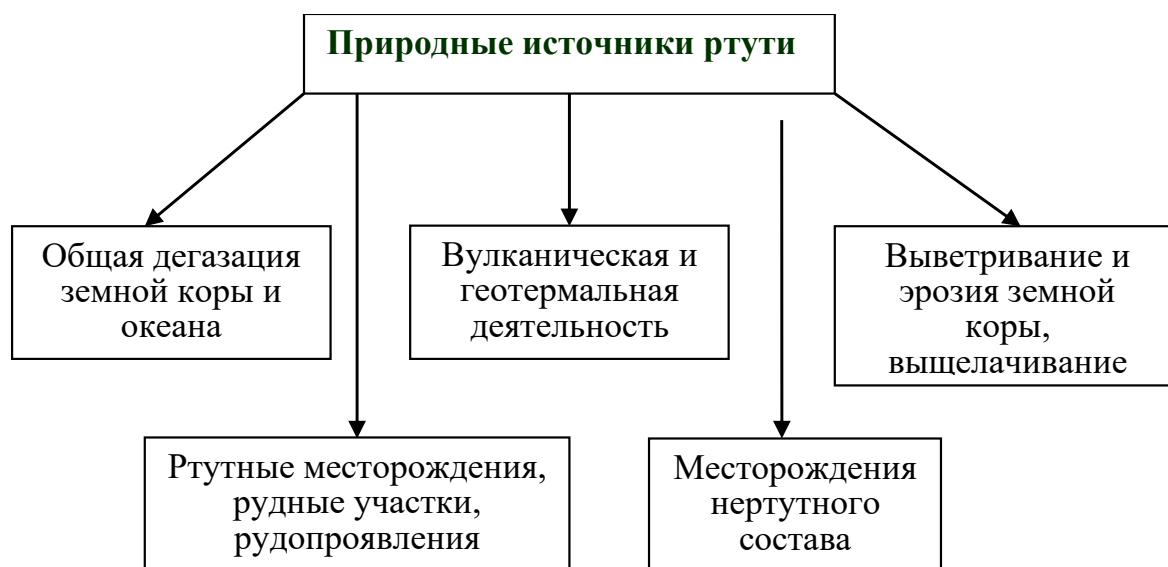 Природные источники ртути
Общая дегазация
земной коры и
океана
Вулканическая и
геотермальная
деятельность
Выветривание и
эрозия земной
коры,
выщелачивание
Ртутные месторождения,
рудные участки,
рудопроявления
Месторождения
нертутного
состава